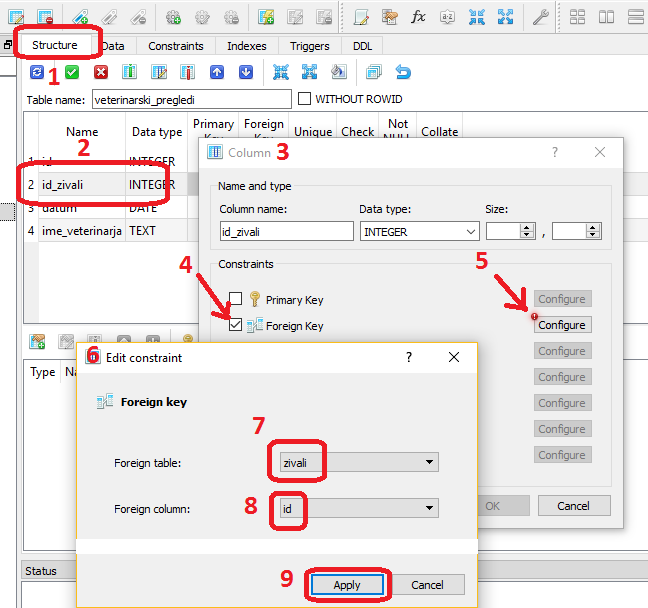 fx
a-z
Structure
Data
Constraints
Indexes
Triggers
DDL
1
Table name:
veterinarski_pregledi
WITHOUT ROWID
Name
Data type
Primary
Foreign
Unique
Check
Not
NULL
Collate
2
1 id INTEGER
2 id_zivali INTEGER
3 datum DATE
4 ime_veterinarja TEXT
Column
3
?
Name and type
Column name:
Data type:
Size:
id_zivali
INTEGER
,
Constraints
4
5
Primary Key
Configure
Foreign Key
Configure
Configure
Configure
Configure
Configure
Configure
OK
Cancel
Type
6
Edit constraint
?
Foreign key
7
Foreign table:
zivali
8
Foreign column:
id
9
Apply
Cancel
Status